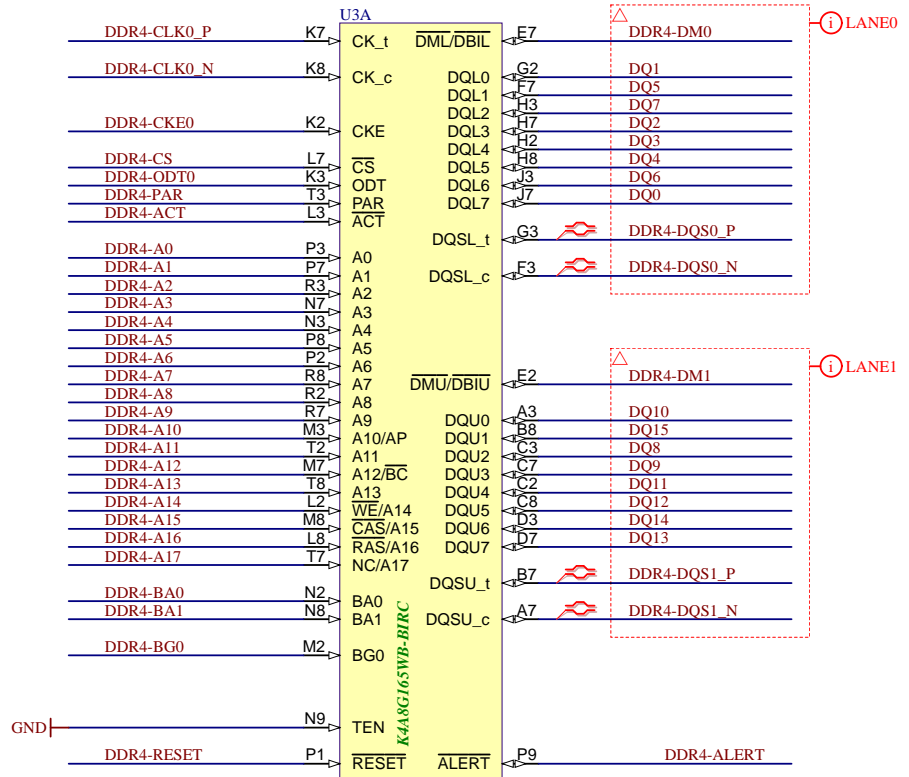 U3A
DDR4-CLK0_P K7 CK_t DML/DBIL E7 DDR4-DM0 LANE0
DDR4-CLK0_N K8 CK_c DQL0 G2 DQ1
DQL1 F7 DQ5
DQL2 H3 DQ7
DDR4-CKE0 K2 CKE DQL3 H7 DQ2
DQL4 H2 DQ3
DDR4-CS L7 CS DQL5 H8 DQ4
DDR4-ODT0 K3 ODT DQL6 J3 DQ6
DDR4-PAR T3 PAR DQL7 J7 DQ0
DDR4-ACT L3 ACT
DQSL_t G3 DDR4-DQS0_P
DDR4-A0 P3 A0
DDR4-A1 P7 A1 DQSL_c F3 DDR4-DQS0_N
DDR4-A2 R3 A2
DDR4-A3 N7 A3
DDR4-A4 N3 A4
DDR4-A5 P8 A5
DDR4-A6 P2 A6 LANE1
DDR4-A7 R8 A7 DMU/DBIU E2 DDR4-DM1
DDR4-A8 R2 A8
DDR4-A9 R7 A9 DQU0 A3 DQ10
DDR4-A10 M3 A10/AP DQU1 B8 DQ15
DDR4-A11 T2 A11 DQU2 C3 DQ8
DDR4-A12 M7 A12/BC DQU3 C7 DQ9
DDR4-A13 T8 A13 DQU4 C2 DQ11
DDR4-A14 L2 WE/A14 DQU5 C8 DQ12
DDR4-A15 M8 CAS/A15 DQU6 D3 DQ14
DDR4-A16 L8 RAS/A16 DQU7 D7 DQ13
DDR4-A17 T7 NC/A17
DQSU_t B7 DDR4-DQS1_P
DDR4-BA0 N2 BA0
DDR4-BA1 N8 BA1 DQSU_c A7 DDR4-DQS1_N
DDR4-BG0 M2 BG0
K4A8G165WB-BIRC
GND N9 TEN
DDR4-RESET P1 RESET ALERT P9 DDR4-ALERT